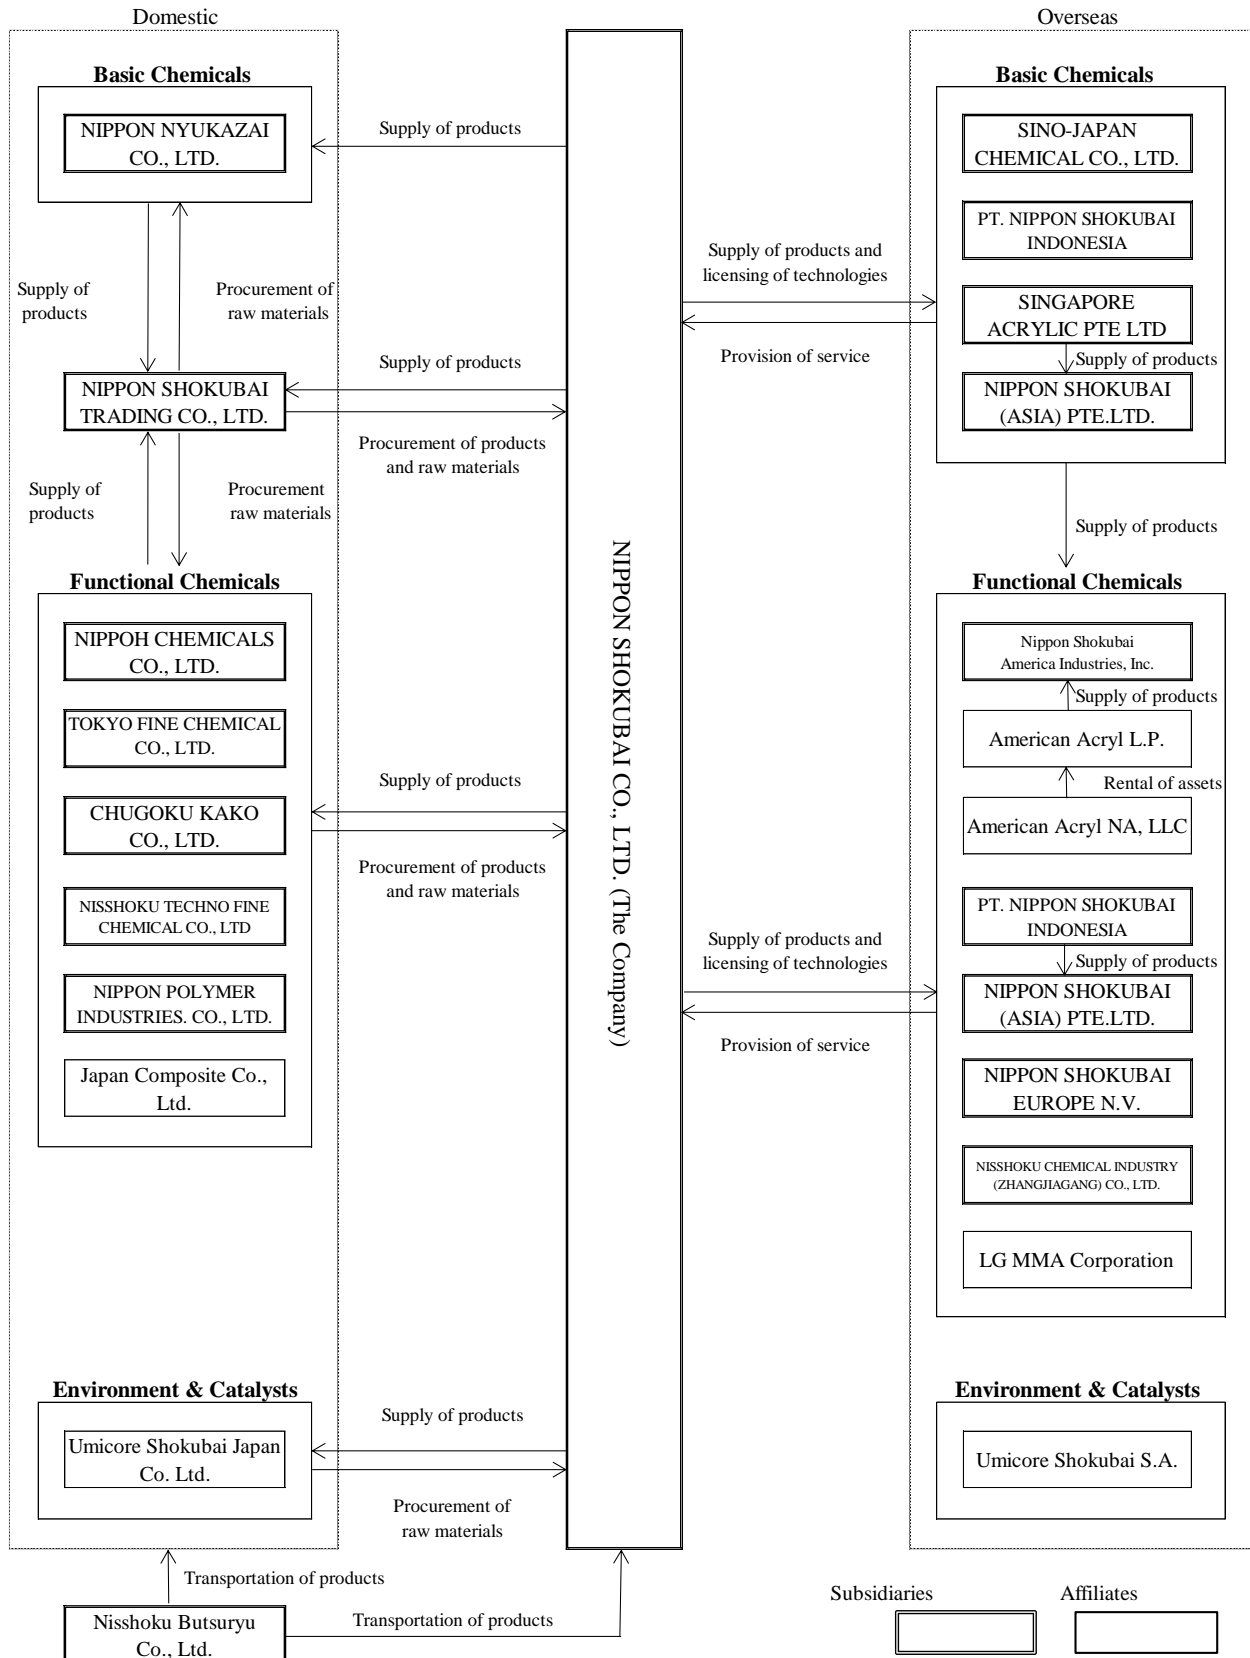 Domestic
Overseas
Basic Chemicals
NIPPON NYUKAZAI
CO., LTD.
Supply of products
Supply of
products
Procurement of
raw materials
NIPPON SHOKUBAI
TRADING CO., LTD.
Supply of products
Procurement of products
and raw materials
Supply of
products
Procurement
raw materials
Functional Chemicals
NIPPOH CHEMICALS
CO., LTD.
TOKYO FINE CHEMICAL
CO., LTD.
CHUGOKU KAKO
CO., LTD.
NISSHOKU TECHNO FINE
CHEMICAL CO., LTD
NIPPON POLYMER
INDUSTRIES. CO., LTD.
Japan Composite Co.,
Ltd.
Supply of products
Procurement of products
and raw materials
Environment & Catalysts
Umicore Shokubai Japan
Co. Ltd.
Supply of products
Procurement of
raw materials
Transportation of products
Nisshoku Butsuryu
Co., Ltd.
Transportation of products
NIPPON SHOKUBAI CO., LTD. (The Company)
Basic Chemicals
SINO-JAPAN
CHEMICAL CO., LTD.
PT. NIPPON SHOKUBAI
INDONESIA
Supply of products and
licensing of technologies
Provision of service
SINGAPORE
ACRYLIC PTE LTD
Supply of products
NIPPON SHOKUBAI
(ASIA) PTE.LTD.
Supply of products
Functional Chemicals
Nippon Shokubai
America Industries, Inc.
Supply of products
American Acryl L.P.
Rental of assets
American Acryl NA, LLC
PT. NIPPON SHOKUBAI
INDONESIA
Supply of products
Supply of products and
licensing of technologies
Provision of service
NIPPON SHOKUBAI
(ASIA) PTE.LTD.
NIPPON SHOKUBAI
EUROPE N.V.
NISSHOKU CHEMICAL INDUSTRY
(ZHANGJIAGANG) CO., LTD.
LG MMA Corporation
Environment & Catalysts
Umicore Shokubai S.A.
Subsidiaries
Affiliates